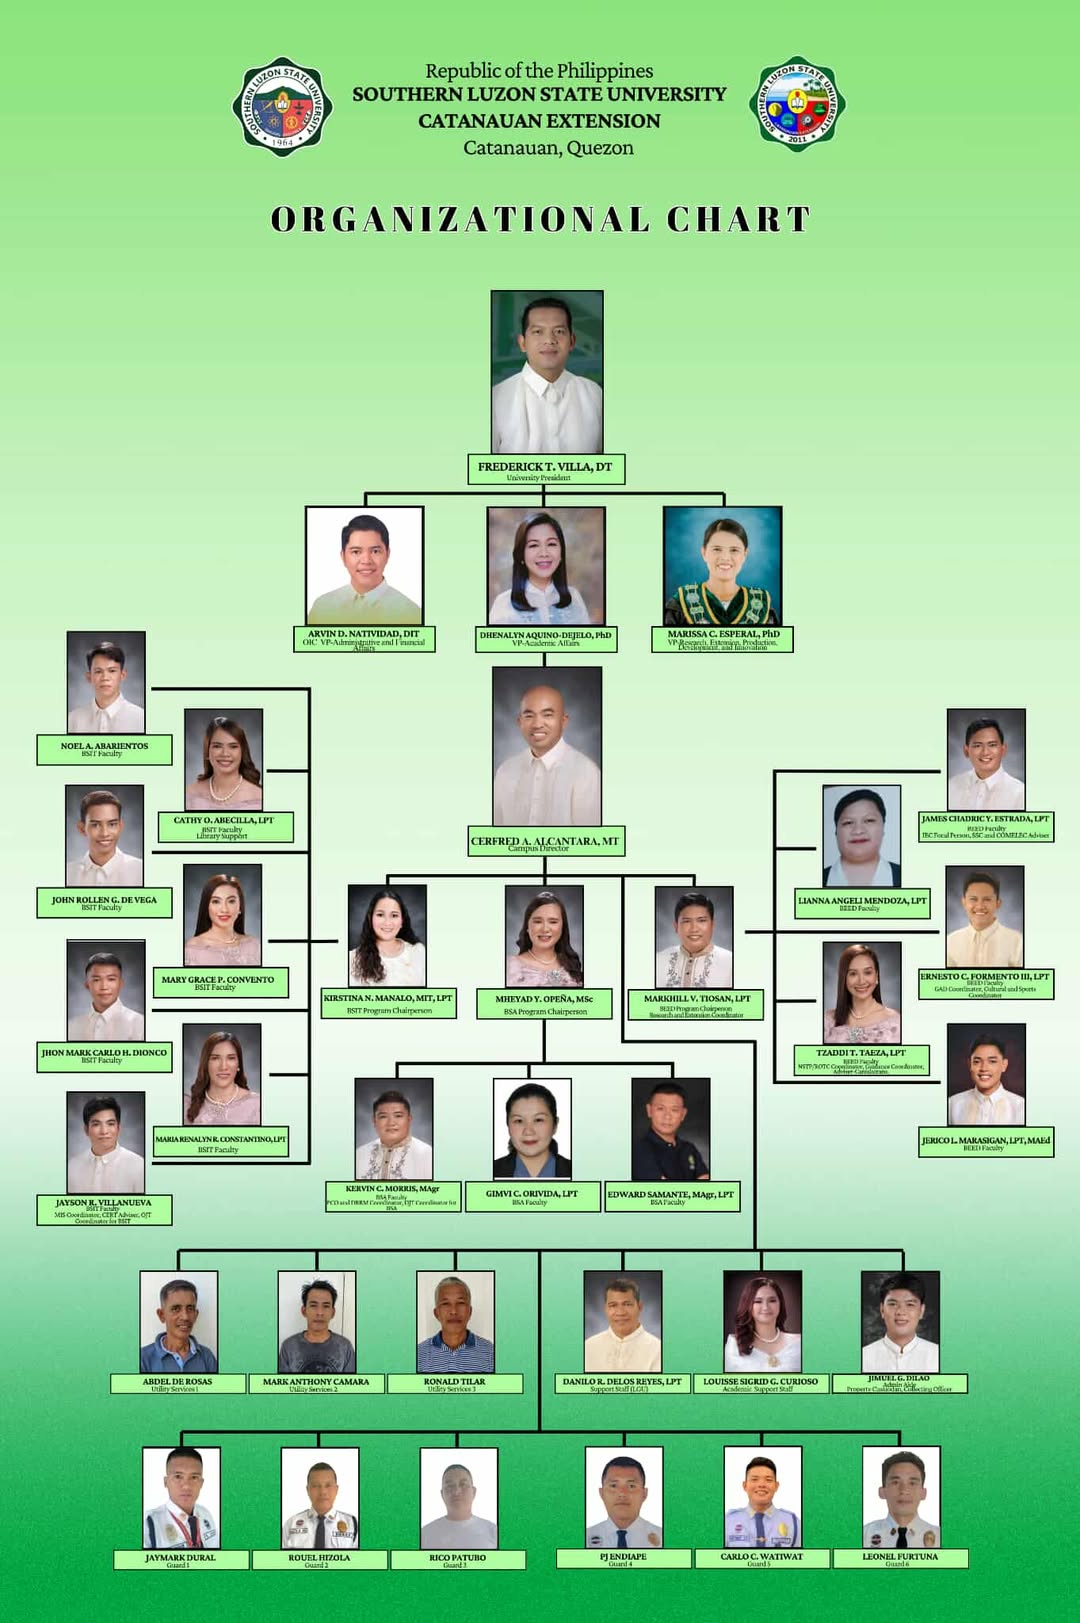 SOUTHERN LUZON STATE UNIVERSITY
1964
Republic of the Philippines
SOUTHERN LUZON STATE UNIVERSITY
CATANAUAN EXTENSION
Catanauan, Quezon
SOUTHERN LUZON STATE UNIVERSITY
2011
ORGANIZATIONAL CHART
FREDERICK T. VILLA, DT
University President
ARVIN D. NATIVIDAD, DIT
OIC VP-Administrative and Financial
Affairs
DHENALYN AQUINO-DEJELO, PhD
VP-Academic Affairs
MARISSA C. ESPERAL, PhD
VP-Research, Extension, Production,
Development, and Innovation
CERFRED A. ALCANTARA, MT
Campus Director
NOEL A. ABARIENTOS
BSIT Faculty
CATHY O. ABECILLA, LPT
BSIT Faculty
Library Support
JOHN ROLLEN G. DE VEGA
BSIT Faculty
MARY GRACE P. CONVENTO
BSIT Faculty
JHON MARK CARLO H. DIONCO
BSIT Faculty
MARIA RENALYN R. CONSTANTINO, LPT
BSIT Faculty
JAYSON R. VILLANUEVA
BSIT Faculty
MIS Coordinator, CERT Adviser, OJT
Coordinator for BSIT
KIRSTINA N. MANALO, MIT, LPT
BSIT Program Chairperson
MHEYAD Y. OPEÑA, MSc
BSA Program Chairperson
MARKHILL V. TIOSAN, LPT
BEED Program Chairperson
Research and Extension Coordinator
JAMES CHADRIC Y. ESTRADA, LPT
BEED Faculty
IBC Focal Person, SSC and COMELEC Adviser
LIANNA ANGELI MENDOZA, LPT
BEED Faculty
ERNESTO C. FORMENTO III, LPT
BEED Faculty
GAD Coordinator, Cultural and Sports
Coordinator
TZADDI T. TAEZA, LPT
BEED Faculty
NSTP/ROTC Coordinator, Guidance Coordinator,
Adviser
JERICO L. MARASIGAN, LPT, MAEd
BEED Faculty
KERVIN C. MORRIS, MAgr
BSA Faculty
PCO and DRRM Coordinator, OJT Coordinator for
BSA
GIMVI C. ORIVIDA, LPT
BSA Faculty
EDWARD SAMANTE, MAgr, LPT
BSA Faculty
ABDEL DE ROSAS
Utility Services 1
MARK ANTHONY CAMARA
Utility Services 2
RONALD TILAR
Utility Services 3
DANILO R. DELOS REYES, LPT
Support Staff (LGU)
LOUISSE SIGRID G. CURIOSO
Academic Support Staff
JIMUEL G. DILAO
Admin Aide
Property Custodian, Collecting Officer
JAYMARK DURAL
Guard 1
ROUEL HIZOLA
Guard 2
RICO PATUBO
Guard 3
PJ ENDIAPE
Guard 4
CARLO C. WATIWAT
Guard 5
LEONEL FURTUNA
Guard 6